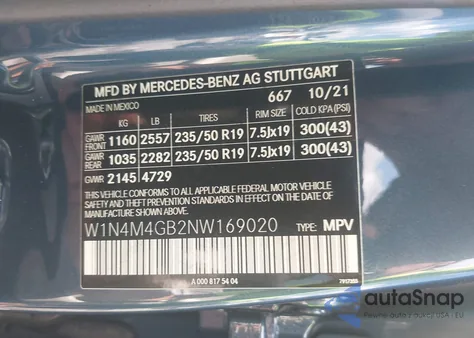 MFD BY MERCEDES-BENZ AG STUTTGART
MADE IN MEXICO 667 10/21
KG LB TIRES RIM SIZE COLD KPA(PSI)
GAWR FRONT 1160 2557 235/50 R19 7.5Jx19 300(43)
GAWR REAR 1035 2282 235/50 R19 7.5Jx19 300(43)
GVWR 2145 4729
THIS VEHICLE CONFORMS TO ALL APPLICABLE FEDERAL MOTOR VEHICLE
SAFETY AND THEFT PREVENTION STANDARDS IN EFFECT ON THE DATE
OF MANUFACTURE SHOWN ABOVE.
W1N4M4GB2NW169020 TYPE: MPV
A 000 817 54 04
autoSnap